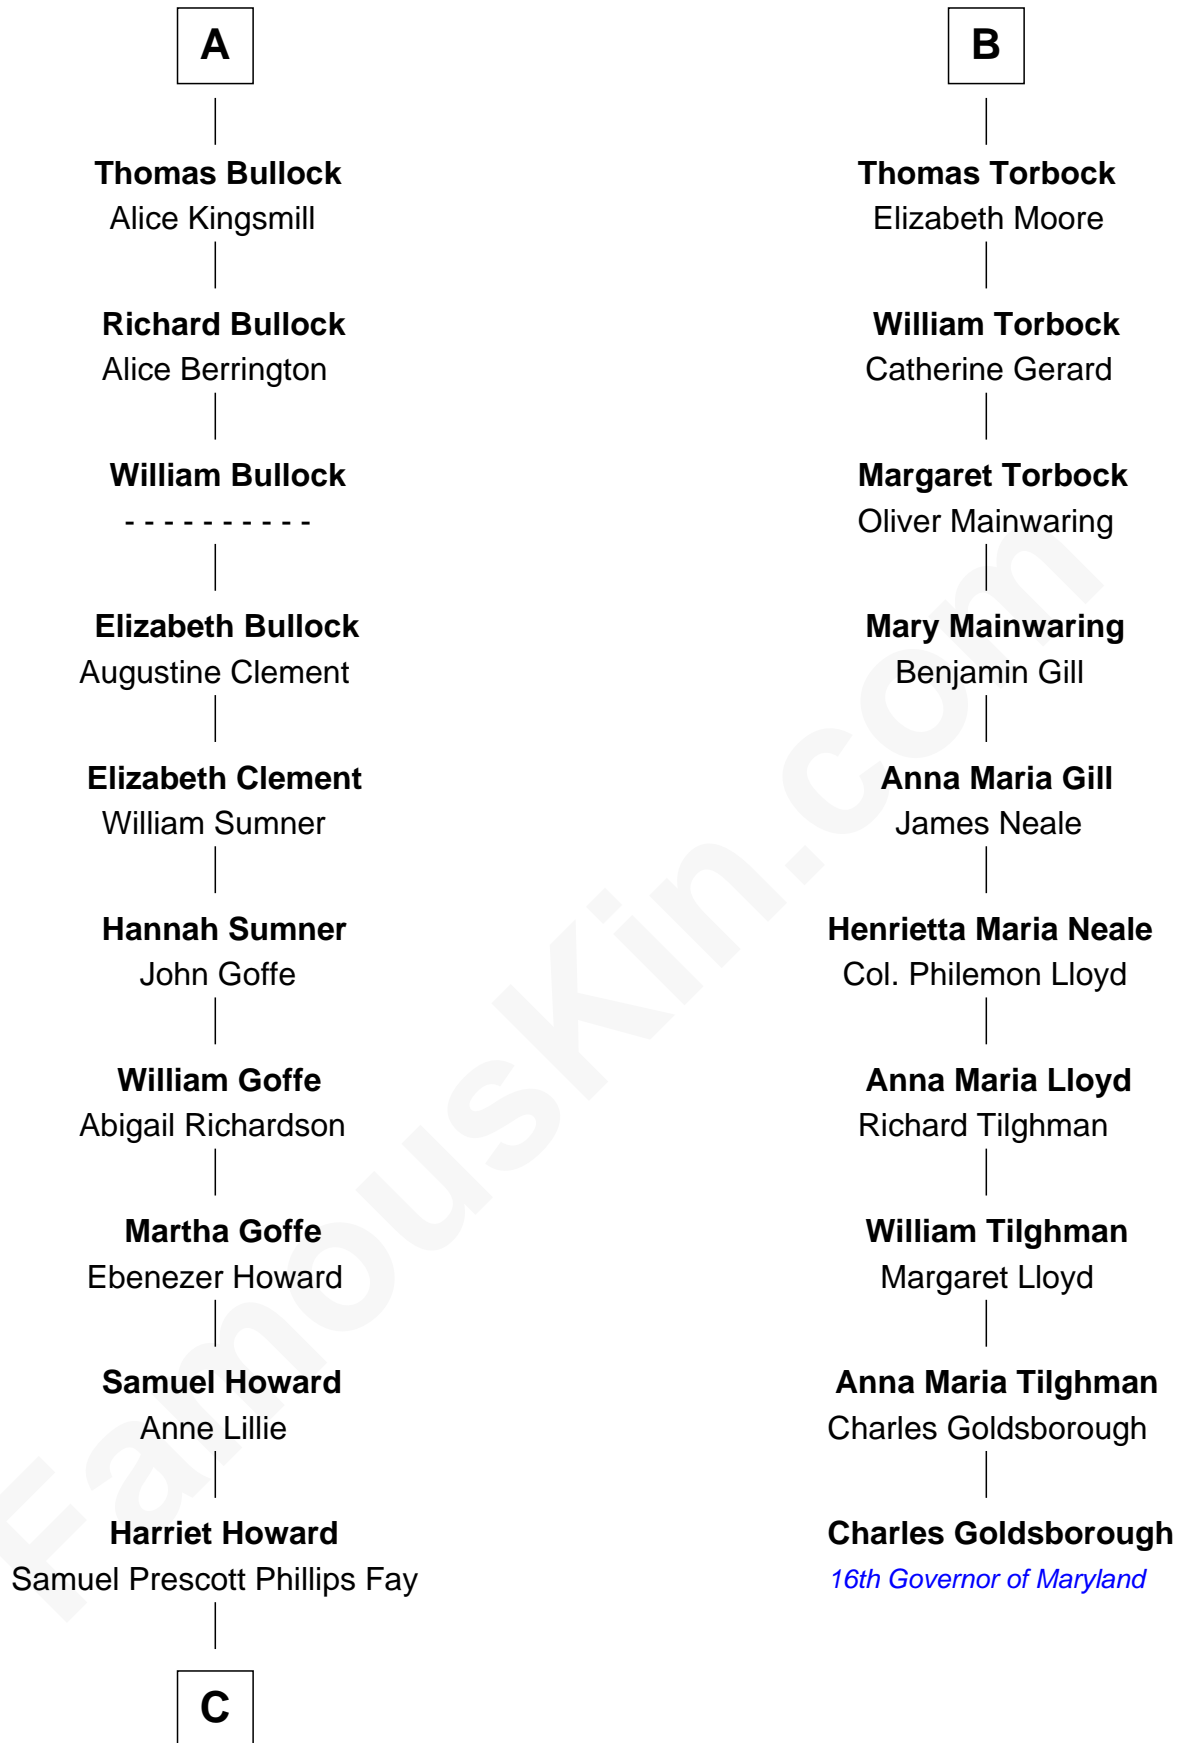 A
Thomas Bullock
Alice Kingsmill
Richard Bullock
Alice Berrington
William Bullock
- - - - - - - - - -
Elizabeth Bullock
Augustine Clement
Elizabeth Clement
William Sumner
Hannah Sumner
John Goffe
William Goffe
Abigail Richardson
Martha Goffe
Ebenezer Howard
Samuel Howard
Anne Lillie
Harriet Howard
Samuel Prescott Phillips Fay
C
B
Thomas Torbock
Elizabeth Moore
William Torbock
Catherine Gerard
Margaret Torbock
Oliver Mainwaring
Mary Mainwaring
Benjamin Gill
Anna Maria Gill
James Neale
Henrietta Maria Neale
Col. Philemon Lloyd
Anna Maria Lloyd
Richard Tilghman
William Tilghman
Margaret Lloyd
Anna Maria Tilghman
Charles Goldsborough
Charles Goldsborough
16th Governor of Maryland
FamousKin.com